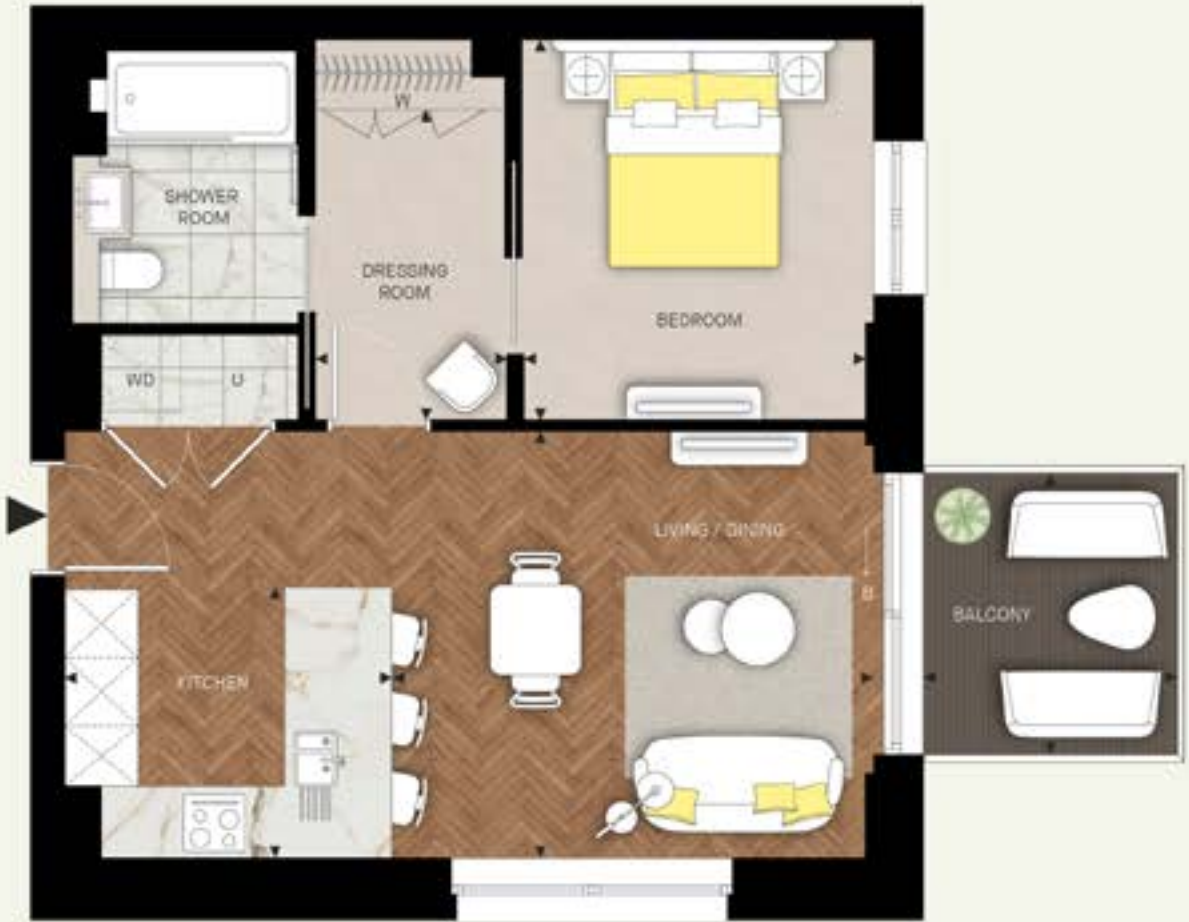 W
SHOWER
ROOM
DRESSING
ROOM
BEDROOM
WD
U
LIVING / DINING
B
BALCONY
KITCHEN